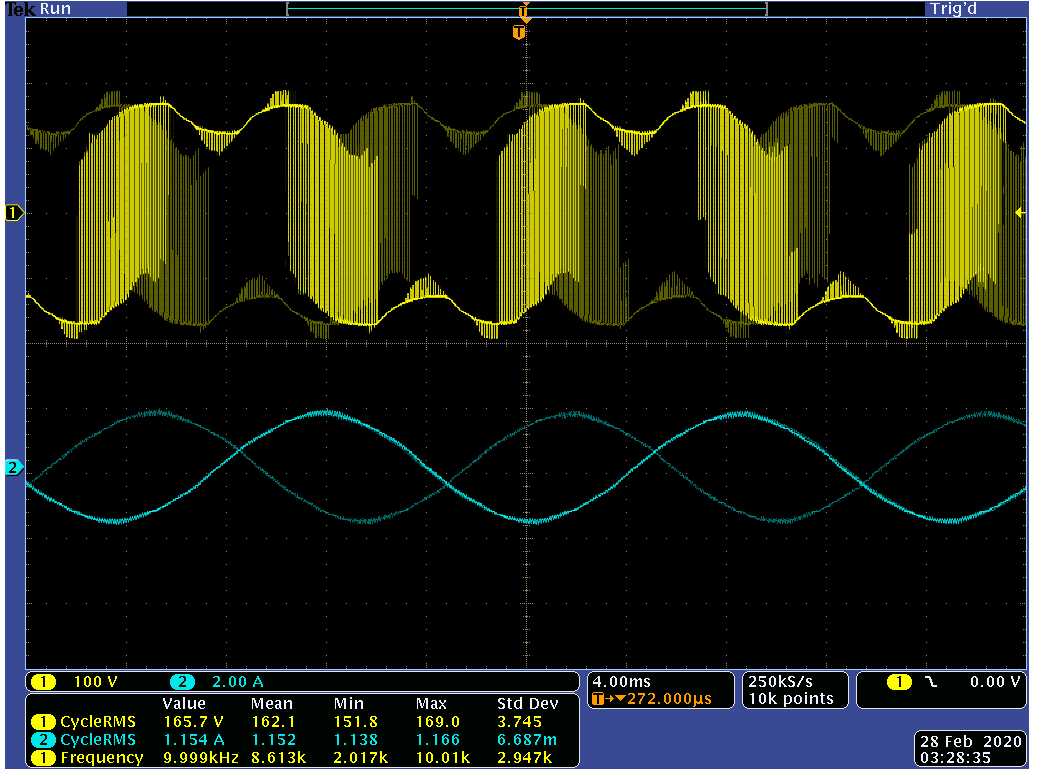 Tek Run Trig'd
T
T
1
2
1 100 V 2 2.00 A
4.00ms
T→▼272.000µs
250kS/s
10k points
1 0.00 V
Value Mean Min Max Std Dev
1 CycleRMS 165.7 V 162.1 151.8 169.0 3.745
2 CycleRMS 1.154 A 1.152 1.138 1.166 6.687m
1 Frequency 9.999kHz 8.613k 2.017k 10.01k 2.947k
28 Feb 2020
03:28:35